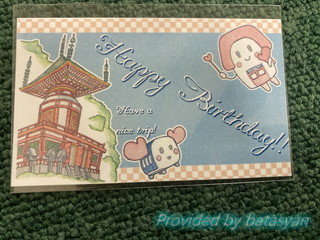 Happy
Birthday!!
Have a
nice trip!
Provided by batasyan